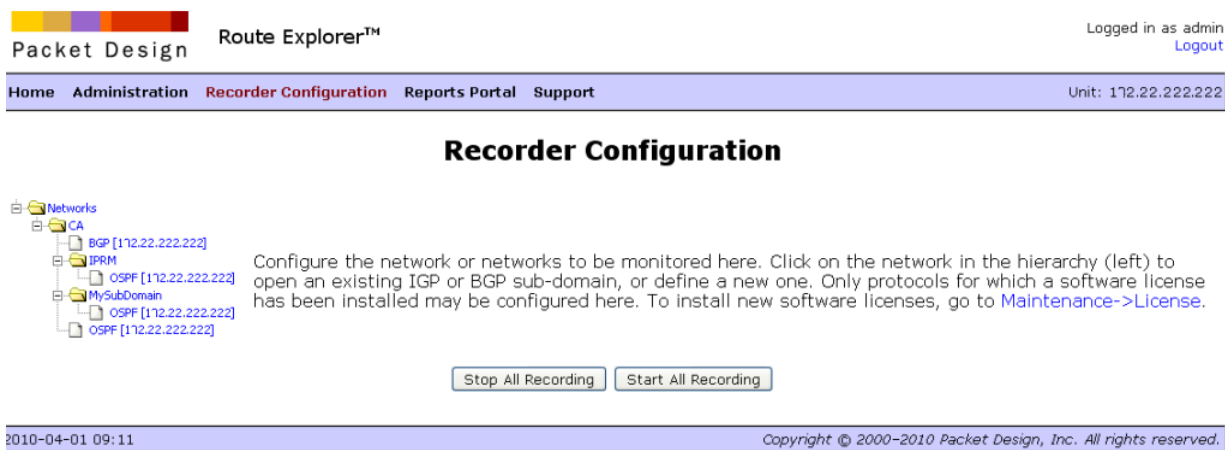 Packet Design
Route Explorer™
Logged in as admin
Logout
Home Administration Recorder Configuration Reports Portal Support
Unit: 172.22.222.222
Recorder Configuration
Networks
CA
BGP [172.22.222.222]
IPRM
OSPF [172.22.222.222]
MySubDomain
OSPF [172.22.222.222]
OSPF [172.22.222.222]
Configure the network or networks to be monitored here. Click on the network in the hierarchy (left) to
open an existing IGP or BGP sub-domain, or define a new one. Only protocols for which a software license
has been installed may be configured here. To install new software licenses, go to Maintenance->License.
Stop All Recording Start All Recording
2010-04-01 09:11
Copyright © 2000-2010 Packet Design, Inc. All rights reserved.